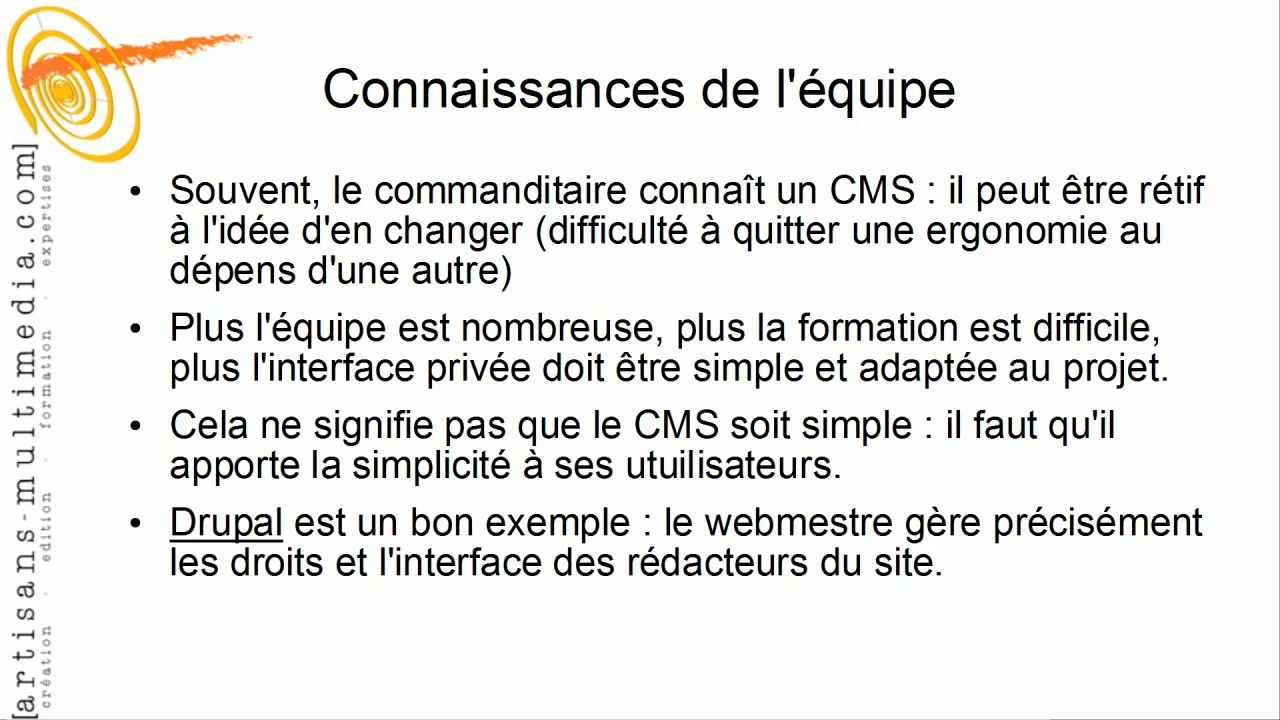 Connaissances de l'équipe
• Souvent, le commanditaire connaît un CMS : il peut être rétif
à l'idée d'en changer (difficulté à quitter une ergonomie au
dépens d'une autre)
• Plus l'équipe est nombreuse, plus la formation est difficile,
plus l'interface privée doit être simple et adaptée au projet.
• Cela ne signifie pas que le CMS soit simple : il faut qu'il
apporte la simplicité à ses utuilisateurs.
• Drupal est un bon exemple : le webmestre gère précisément
les droits et l'interface des rédacteurs du site.
[artisans-multimedia.com]
création . edition . formation . expertises